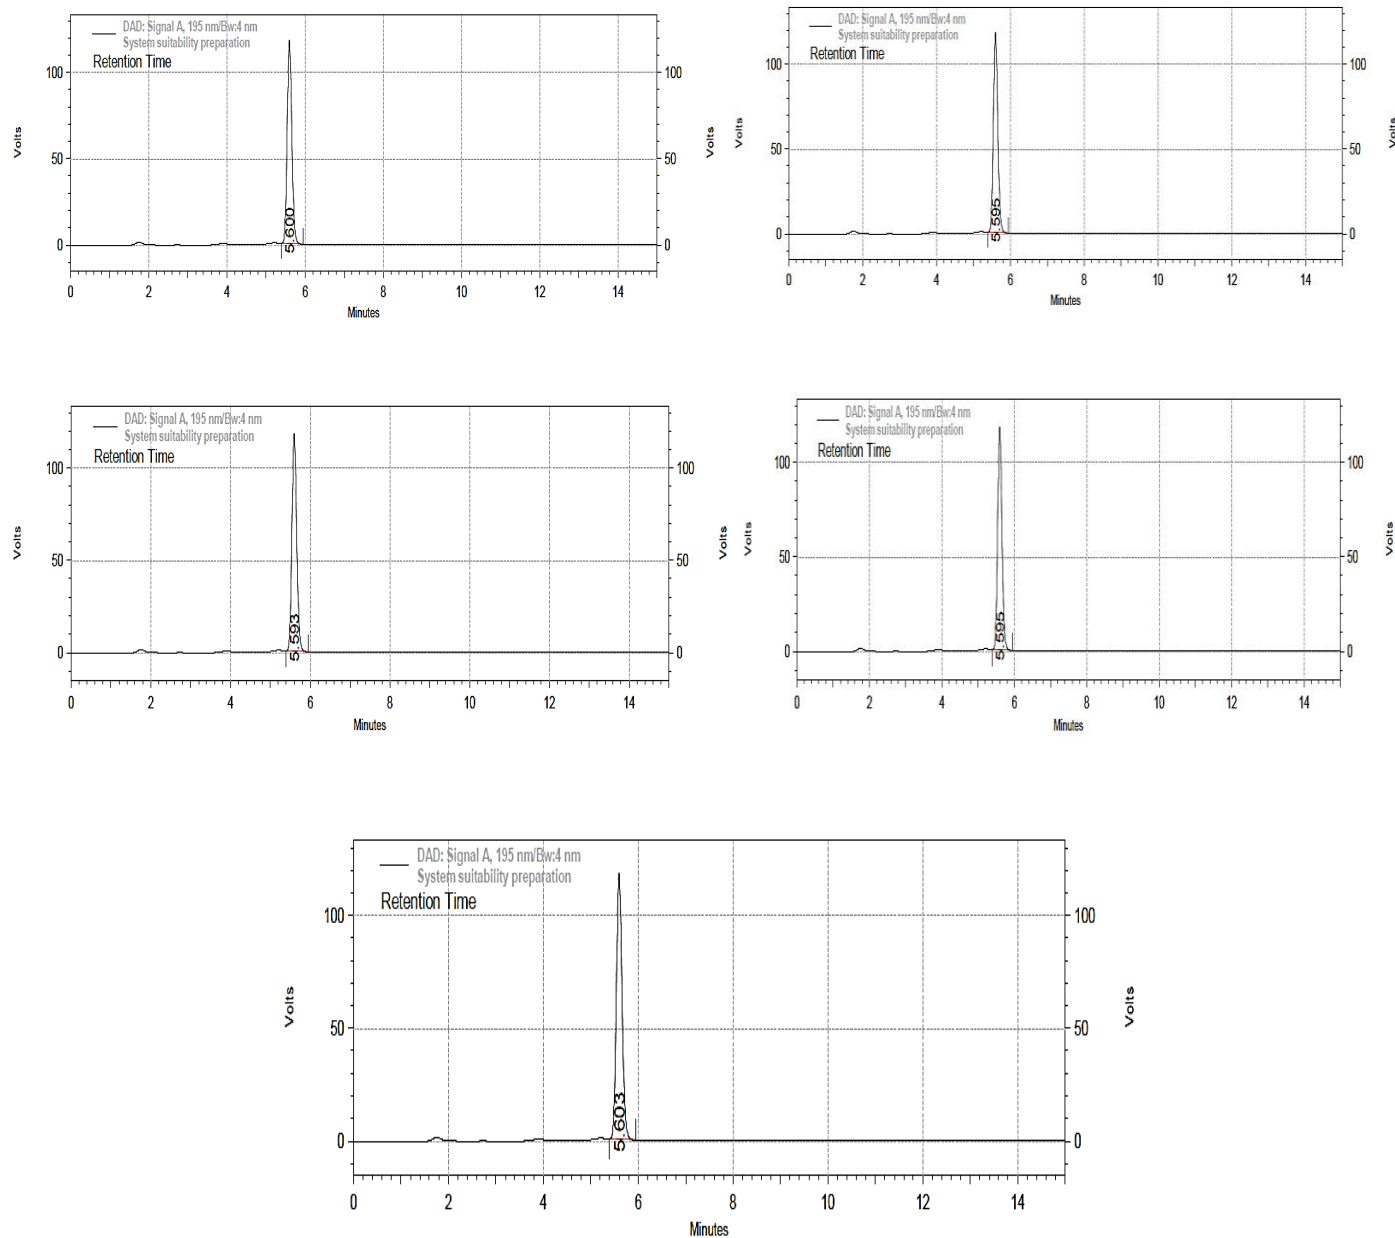 DAD: Signal A, 195 nm/Bw:4 nm
System suitability preparation
Retention Time
Volts
100
50
0
5.600
100
50
0
Volts
0 2 4 6 8 10 12 14
Minutes
DAD: Signal A, 195 nm/Bw:4 nm
System suitability preparation
Retention Time
Volts
100
50
0
5.595
100
50
0
Volts
0 2 4 6 8 10 12 14
Minutes
DAD: Signal A, 195 nm/Bw:4 nm
System suitability preparation
Retention Time
Volts
100
50
0
5.593
100
50
0
Volts
0 2 4 6 8 10 12 14
Minutes
DAD: Signal A, 195 nm/Bw:4 nm
System suitability preparation
Retention Time
Volts
100
50
0
5.595
100
50
0
Volts
0 2 4 6 8 10 12 14
Minutes
DAD: Signal A, 195 nm/Bw:4 nm
System suitability preparation
Retention Time
Volts
100
50
0
5.603
100
50
0
Volts
0 2 4 6 8 10 12 14
Minutes